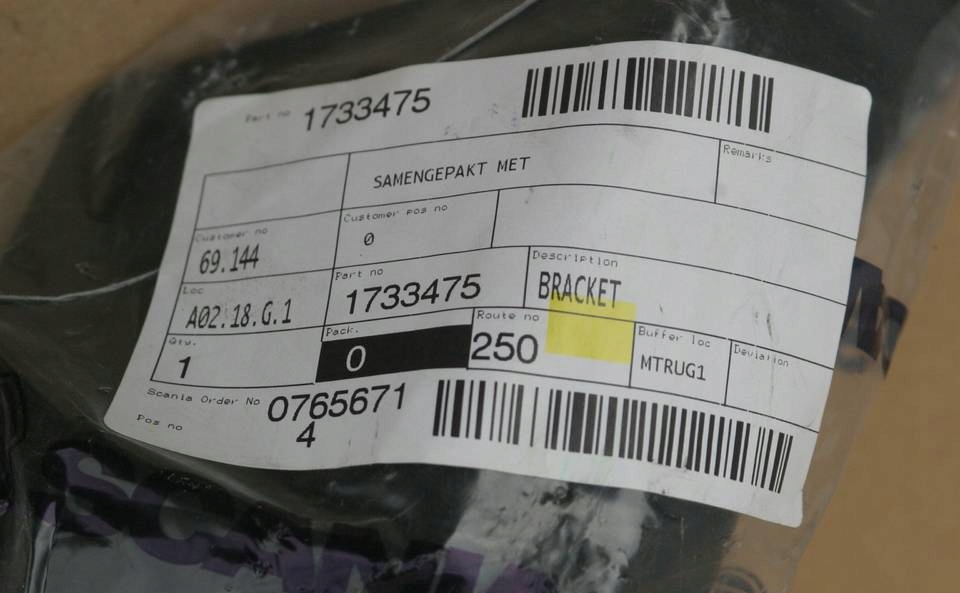 Part no 1733475
SAMENGEPAKT MET
Remarks
Customer no
69.144
Customer pos no
0
Loc
A02.18.G.1
Part no
1733475
Description
BRACKET
Qty.
1
Pack.
0
Route no
250
Buffer loc
MTRUG1
Deviation
Scania Order No 0765671
Pos no 4
SCANIA